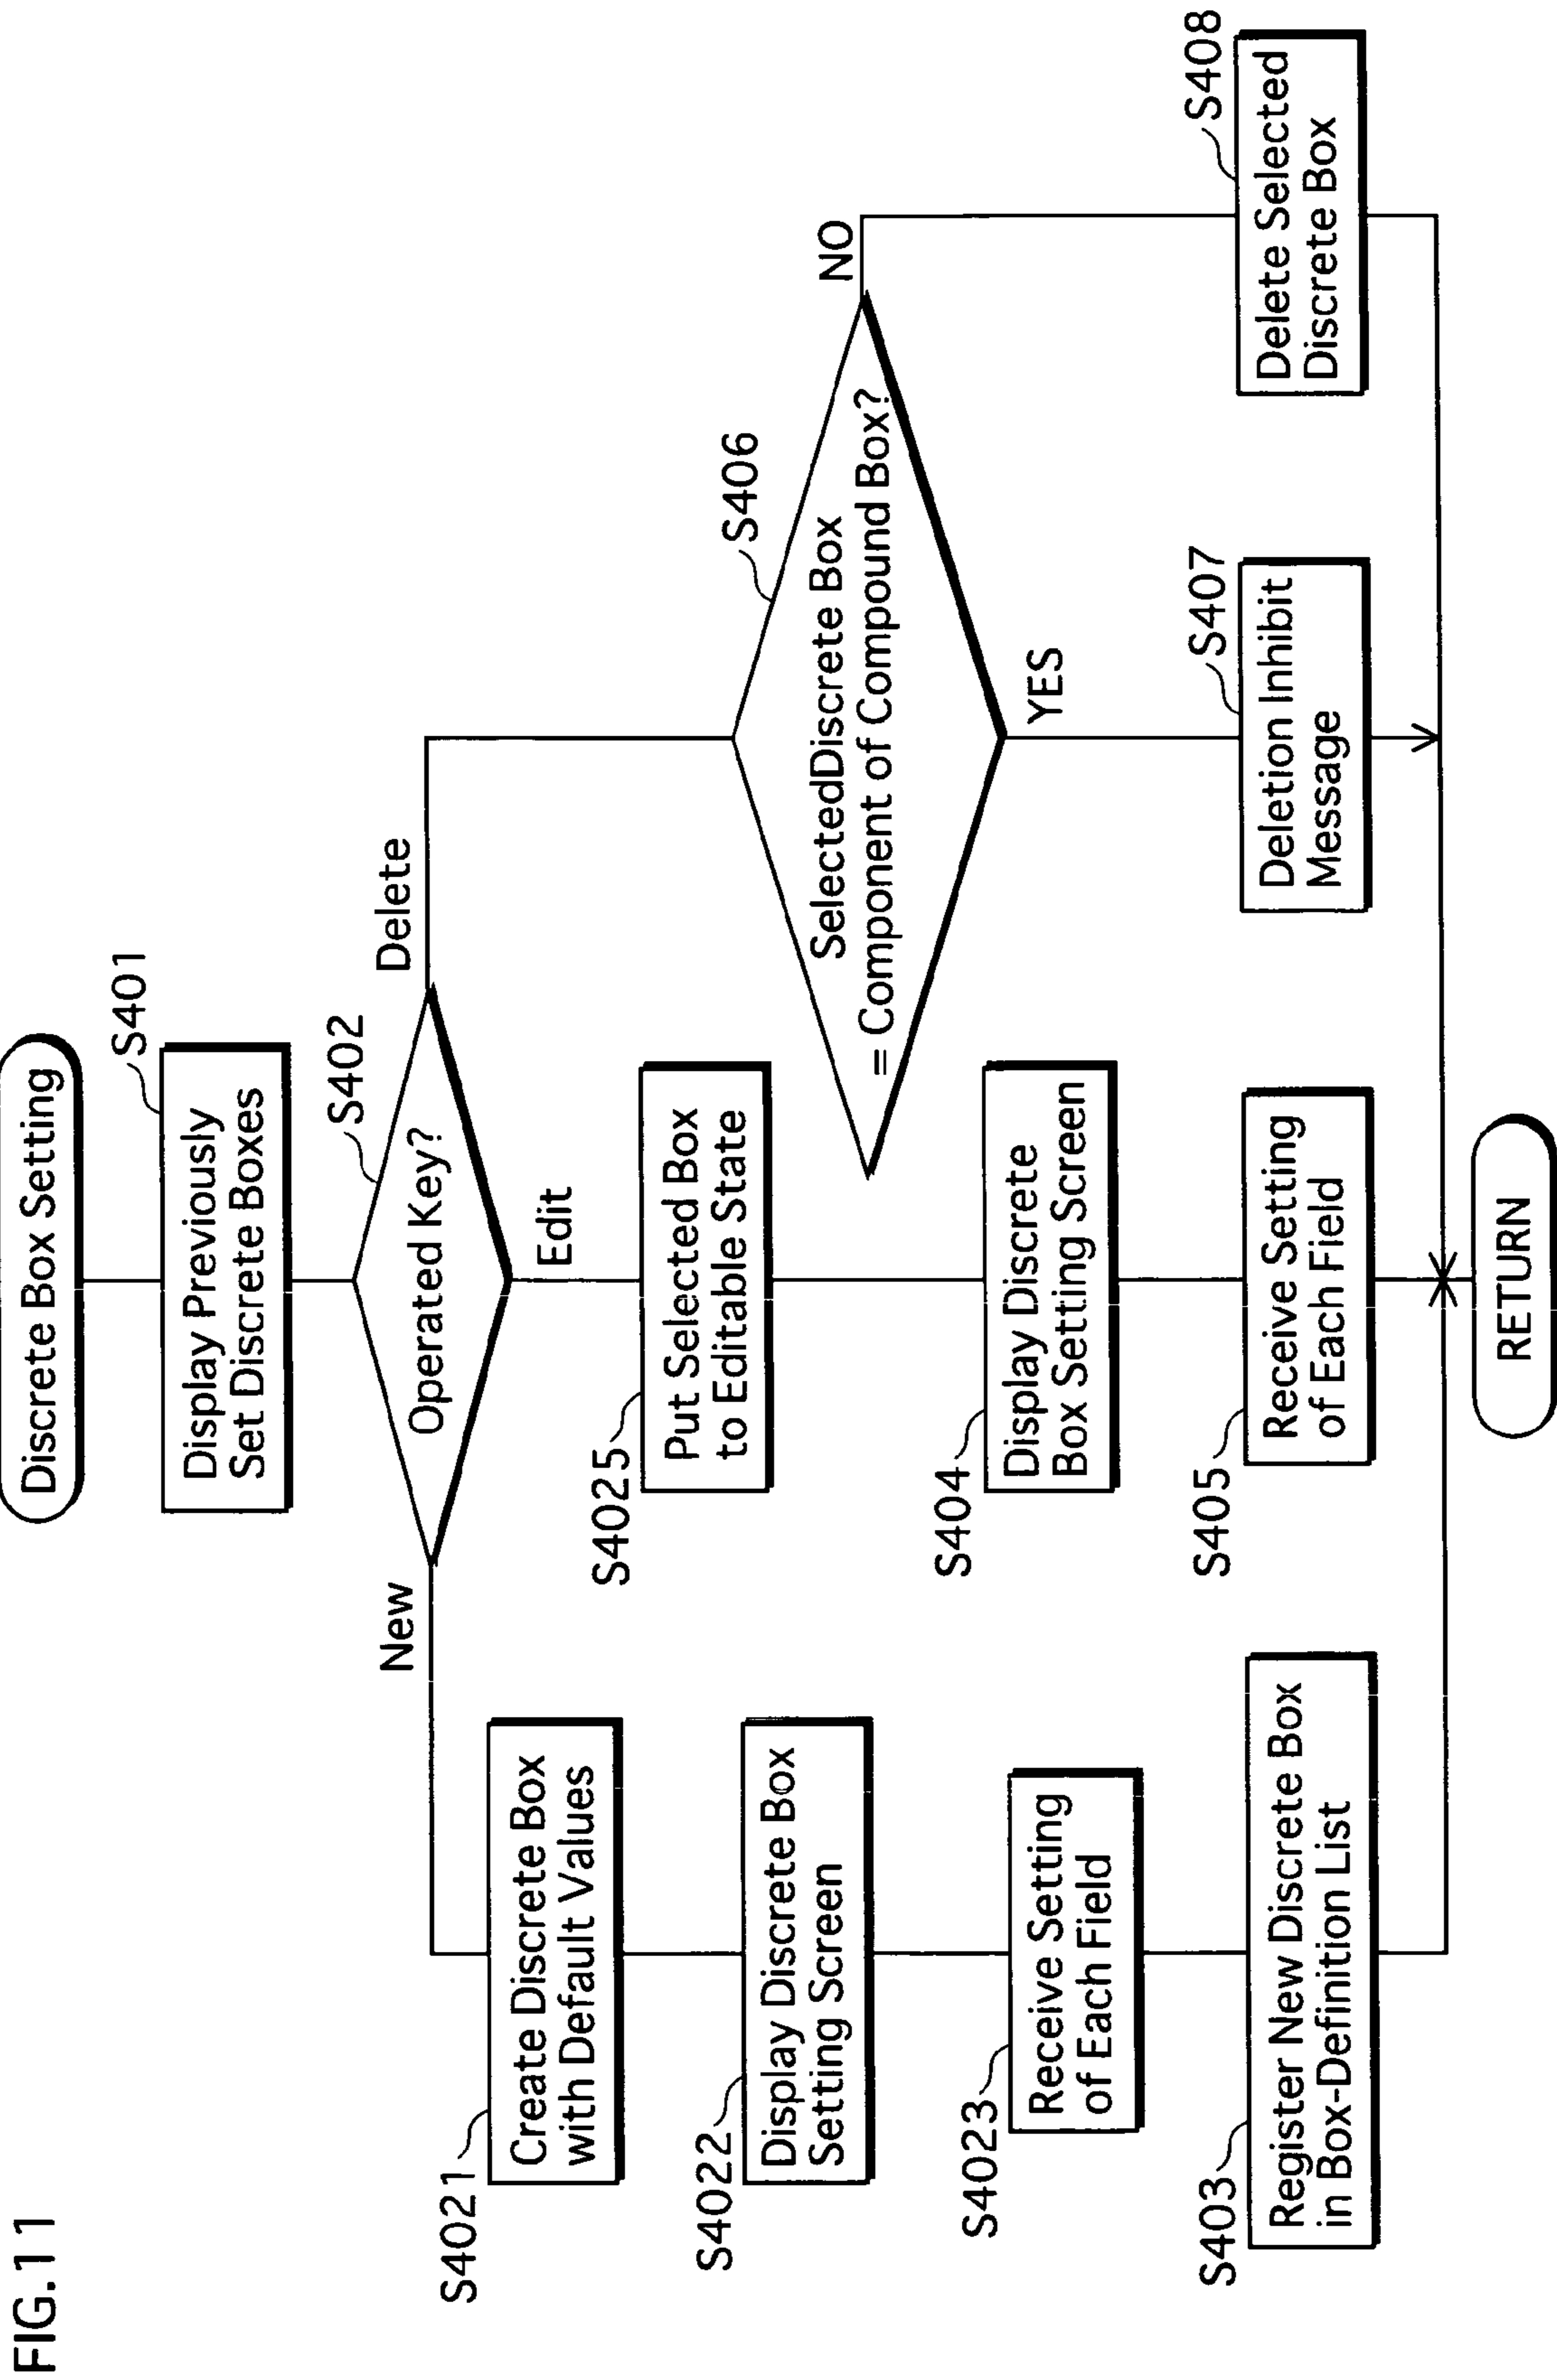 FIG.11
Discrete Box Setting
S401
Display Previously
Set Discrete Boxes
S402
Operated Key?
New
Edit
Delete
S4021
Create Discrete Box
with Default Values
S4022
Display Discrete Box
Setting Screen
S4023
Receive Setting
of Each Field
S403
Register New Discrete Box
in Box-Definition List
S4025
Put Selected Box
to Editable State
S404
Display Discrete
Box Setting Screen
S405
Receive Setting
of Each Field
S406
SelectedDiscrete Box
= Component of Compound Box?
YES
NO
S407
Deletion Inhibit
Message
S408
Delete Selected
Discrete Box
RETURN